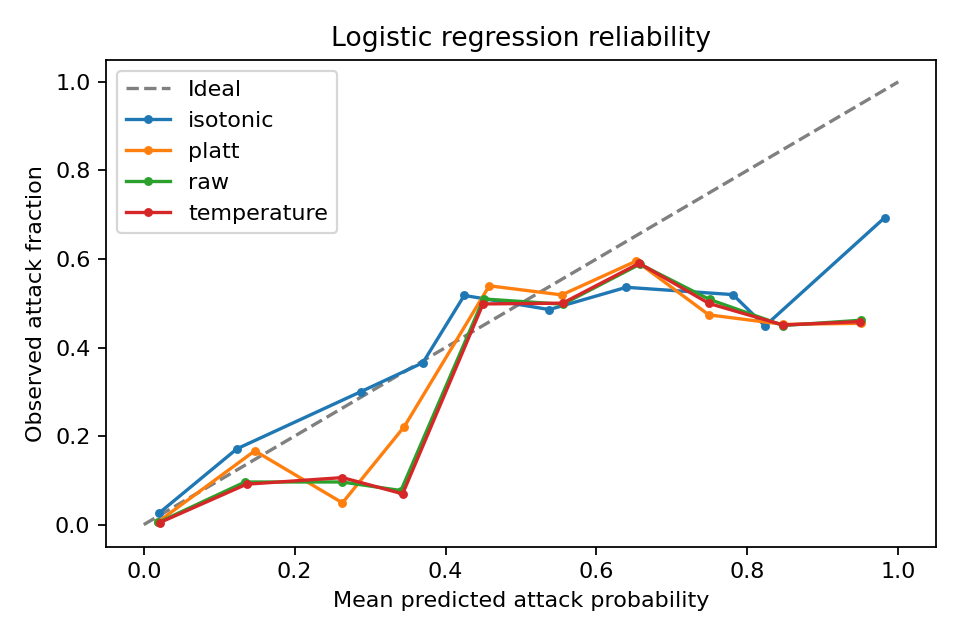 Logistic regression reliability
Ideal
isotonic
platt
raw
temperature
1.0
0.8
0.6
0.4
0.2
0.0
Observed attack fraction
0.0 0.2 0.4 0.6 0.8 1.0
Mean predicted attack probability